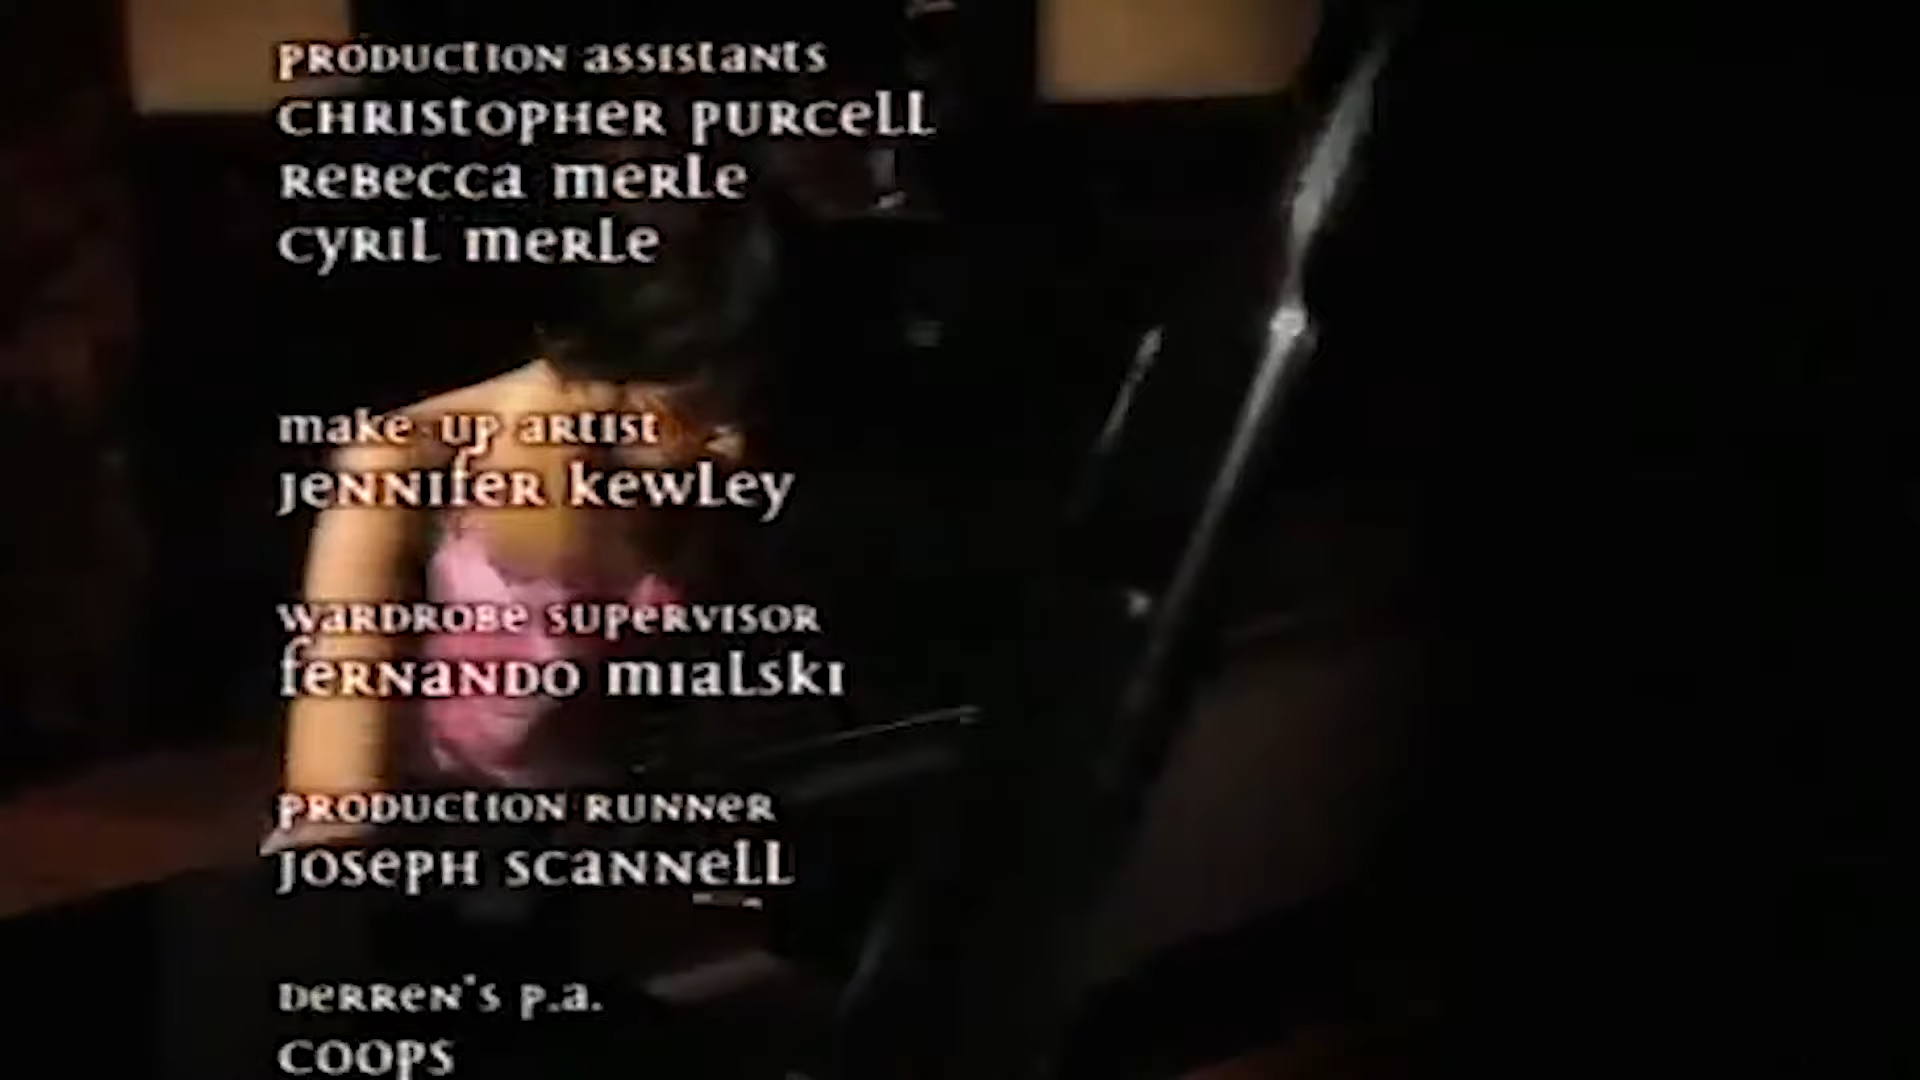 PRODUCTION ASSISTANTS
CHRISTOPHER PURCELL
REBECCA MERLE
CYRIL MERLE
MAKE UP ARTIST
JENNIFER KEWLEY
WARDROBE SUPERVISOR
FERNANDO MIALSKI
PRODUCTION RUNNER
JOSEPH SCANNELL
DERREN'S P.A.
COOPS